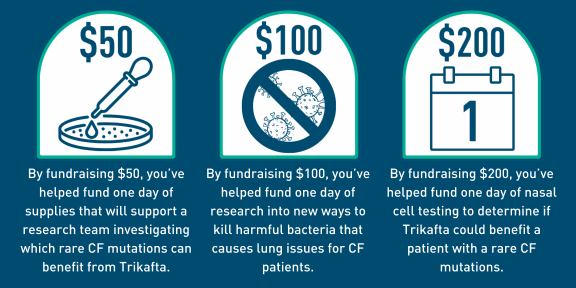 $50
By fundraising $50, you've
helped fund one day of
supplies that will support a
research team investigating
which rare CF mutations can
benefit from Trikafta.
$100
By fundraising $100, you've
helped fund one day of
research into new ways to
kill harmful bacteria that
causes lung issues for CF
patients.
$200
1
By fundraising $200, you've
helped fund one day of nasal
cell testing to determine if
Trikafta could benefit a
patient with a rare CF
mutations.